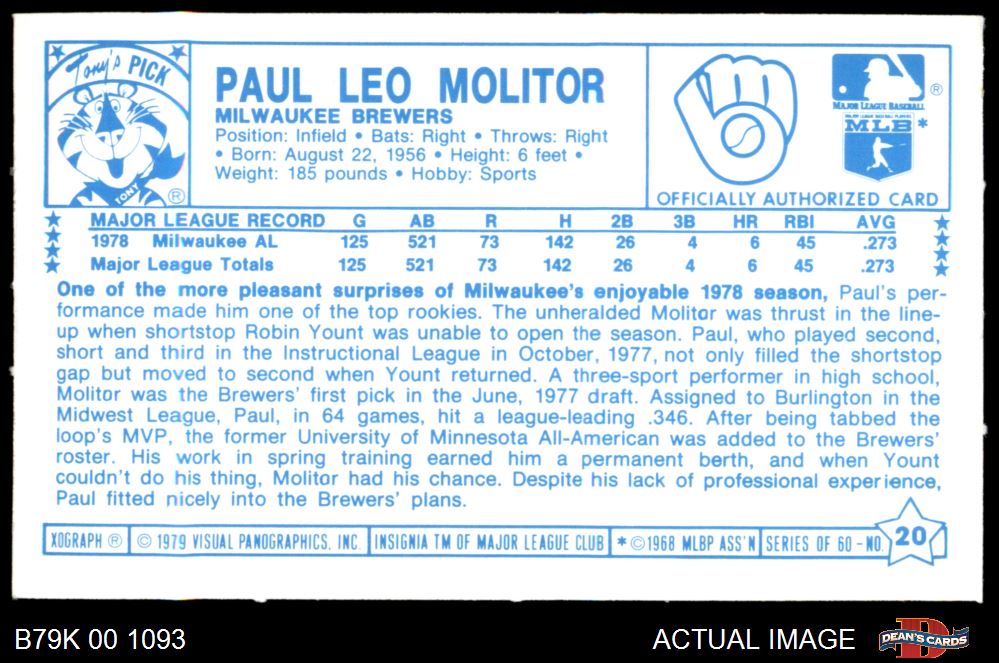 Tony's PICK
TONY
®
PAUL LEO MOLITOR
MILWAUKEE BREWERS
Position: Infield • Bats: Right • Throws: Right
• Born: August 22, 1956 • Height: 6 feet •
Weight: 185 pounds • Hobby: Sports
®
MAJOR LEAGUE BASEBALL
MAJOR LEAGUE BASEBALL PLAYERS
MLB *
OFFICIALLY AUTHORIZED CARD
MAJOR LEAGUE RECORD G AB R H 2B 3B HR RBI AVG
1978 Milwaukee AL 125 521 73 142 26 4 6 45 .273
Major League Totals 125 521 73 142 26 4 6 45 .273
One of the more pleasant surprises of Milwaukee's enjoyable 1978 season, Paul's per-
formance made him one of the top rookies. The unheralded Molitor was thrust in the line-
up when shortstop Robin Yount was unable to open the season. Paul, who played second,
short and third in the Instructional League in October, 1977, not only filled the shortstop
gap but moved to second when Yount returned. A three-sport performer in high school,
Molitor was the Brewers' first pick in the June, 1977 draft. Assigned to Burlington in the
Midwest League, Paul, in 64 games, hit a league-leading .346. After being tabbed the
loop's MVP, the former University of Minnesota All-American was added to the Brewers'
roster. His work in spring training earned him a permanent berth, and when Yount
couldn't do his thing, Molitor had his chance. Despite his lack of professional experience,
Paul fitted nicely into the Brewers' plans.
XOGRAPH ® © 1979 VISUAL PANOGRAPHICS, INC. INSIGNIA TM OF MAJOR LEAGUE CLUB * © 1968 MLBP ASS'N SERIES OF 60 - NO. 20
B79K 00 1093 ACTUAL IMAGE DEAN'S CARDS